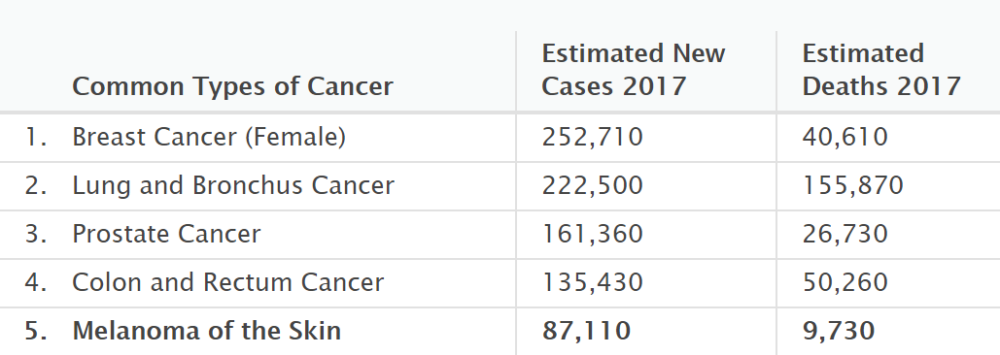 Common Types of Cancer Estimated New Cases 2017 Estimated Deaths 2017
1. Breast Cancer (Female) 252,710 40,610
2. Lung and Bronchus Cancer 222,500 155,870
3. Prostate Cancer 161,360 26,730
4. Colon and Rectum Cancer 135,430 50,260
5. Melanoma of the Skin 87,110 9,730